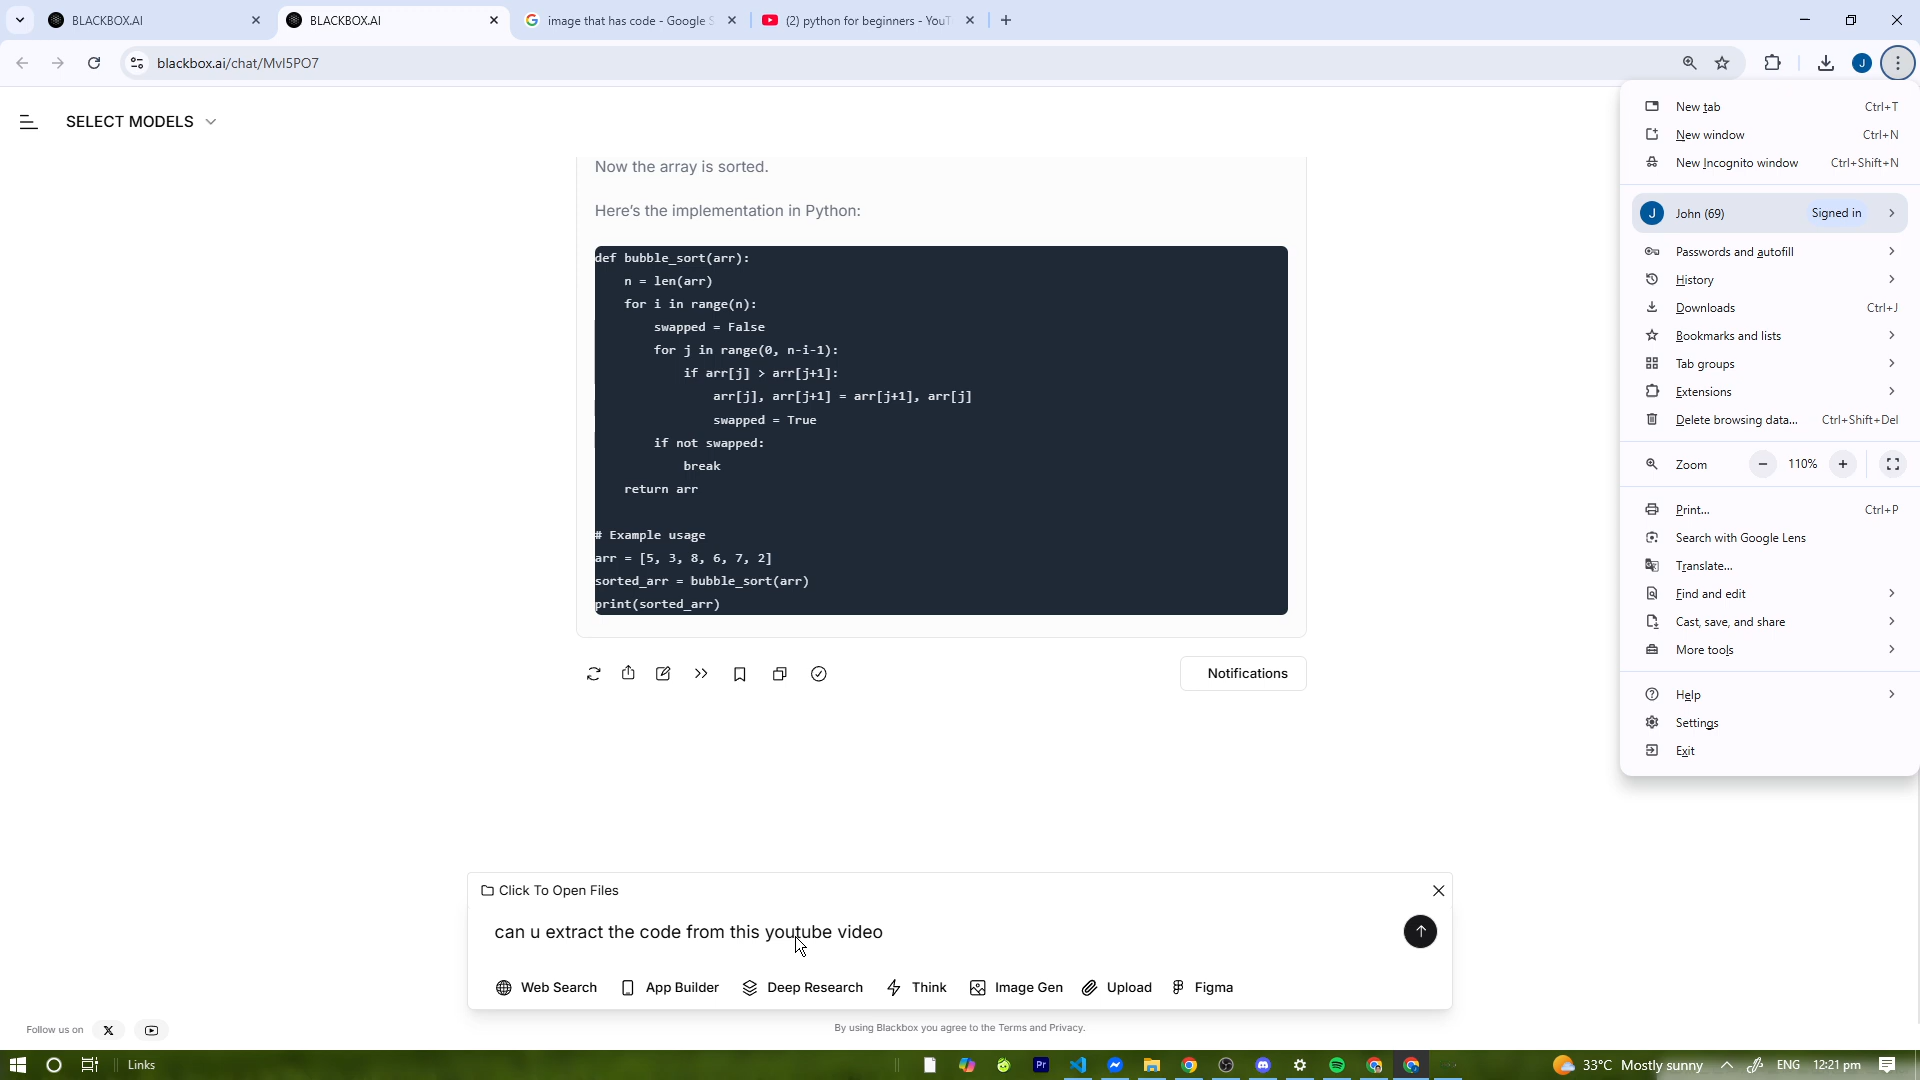 BLACKBOX.AI
BLACKBOX.AI
image that has code - Google S
(2) python for beginners - YouT
blackbox.ai/chat/MvI5PO7
J
SELECT MODELS
Now the array is sorted.
Here's the implementation in Python:
def bubble_sort(arr):
    n = len(arr)
    for i in range(n):
        swapped = False
        for j in range(0, n-i-1):
            if arr[j] > arr[j+1]:
                arr[j], arr[j+1] = arr[j+1], arr[j]
                swapped = True
        if not swapped:
            break
    return arr
# Example usage
arr = [5, 3, 8, 6, 7, 2]
sorted_arr = bubble_sort(arr)
print(sorted_arr)
Notifications
Click To Open Files
can u extract the code from this youtube video
Web Search App Builder Deep Research Think Image Gen Upload Figma
Follow us on
By using Blackbox you agree to the Terms and Privacy.
New tab Ctrl+T
New window Ctrl+N
New Incognito window Ctrl+Shift+N
J John (69) Signed in
Passwords and autofill
History
Downloads Ctrl+J
Bookmarks and lists
Tab groups
Extensions
Delete browsing data... Ctrl+Shift+Del
Zoom − 110% +
Print... Ctrl+P
Search with Google Lens
Translate...
Find and edit
Cast, save, and share
More tools
Help
Settings
Exit
Links
Pr
33°C Mostly sunny
ENG
12:21 pm